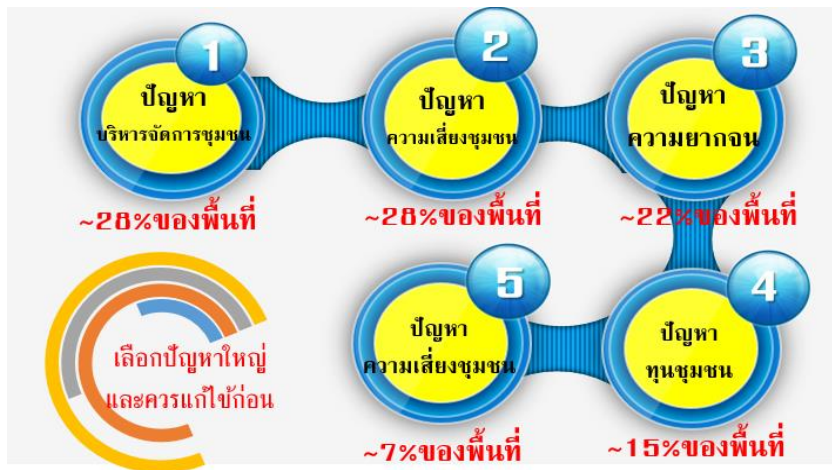 1
ปัญหา
บริหารจัดการชุมชน
~28%ของพื้นที่
2
ปัญหา
ความเสี่ยงชุมชน
~28%ของพื้นที่
3
ปัญหา
ความยากจน
~22%ของพื้นที่
4
ปัญหา
ทุนชุมชน
~15%ของพื้นที่
5
ปัญหา
ความเสี่ยงชุมชน
~7%ของพื้นที่
เลือกปัญหาใหญ่
และควรแก้ไข้ก่อน